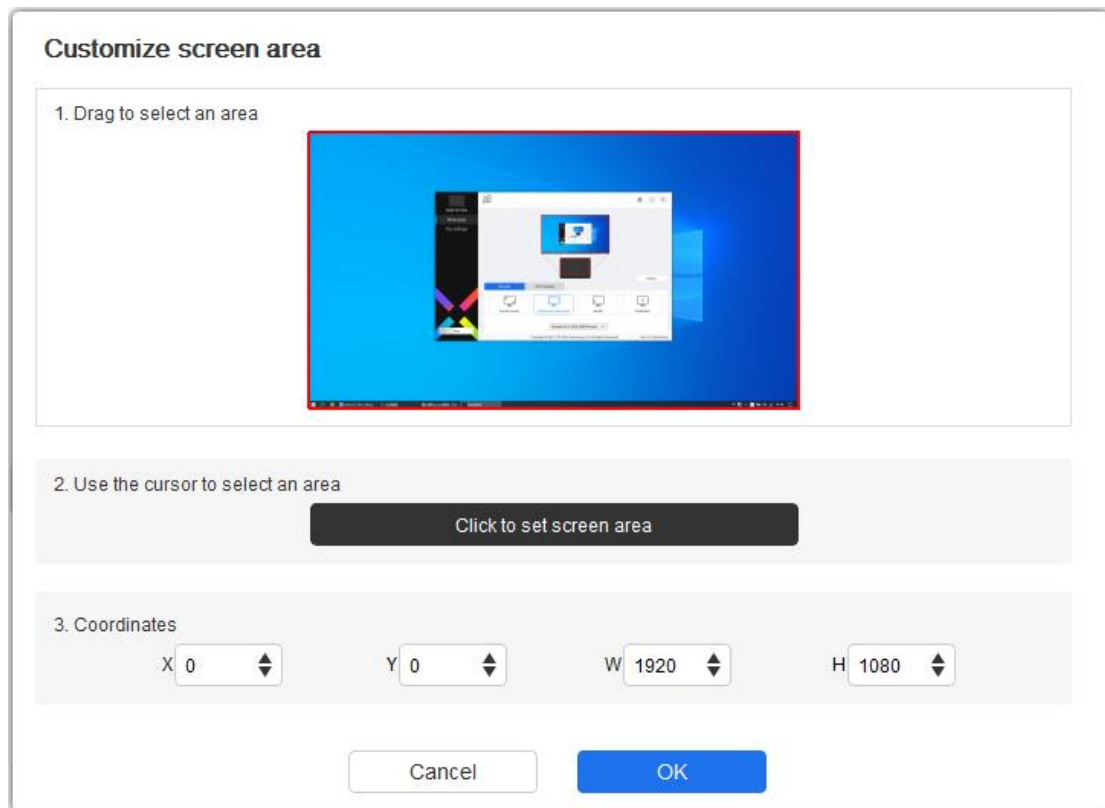 Customize screen area
1. Drag to select an area
2. Use the cursor to select an area
Click to set screen area
3. Coordinates
X 0 Y 0 W 1920 H 1080
Cancel OK